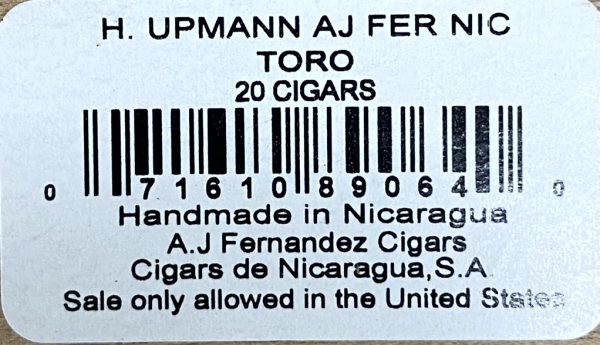 H. UPMANN AJ FER NIC
TORO
20 CIGARS
0 71610 89064 0
Handmade in Nicaragua
A.J Fernandez Cigars
Cigars de Nicaragua,S.A
Sale only allowed in the United States